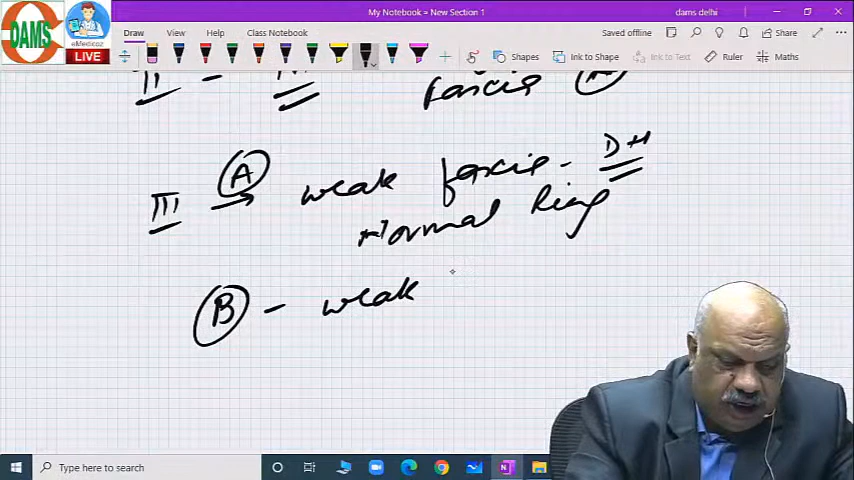 My Notebook = New Section 1
dams delhi
DAMS
eMedicoz
LIVE
Draw
View
Help
Class Notebook
Saved offline
Share
Shapes
Ink to Shape
Ink to Text
Ruler
Maths
II -
fascia
III A → weak fascia - DH
Normal Ring
B - weak
Type here to search